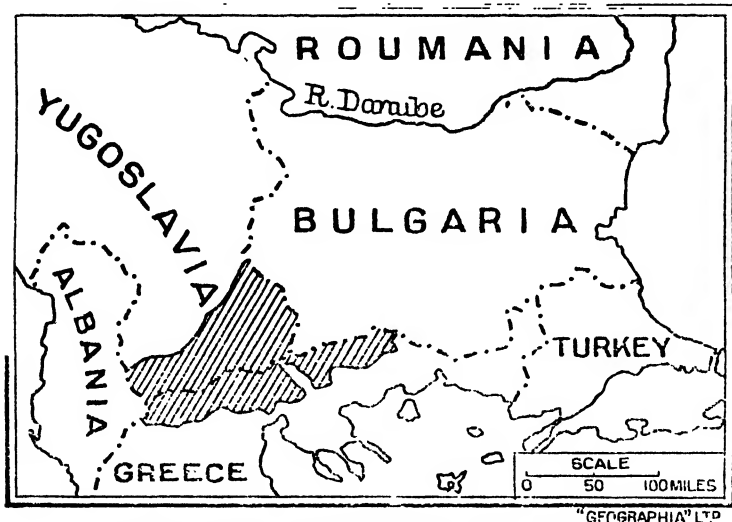 ROUMANIA
R. Danube
YUGOSLAVIA
BULGARIA
ALBANIA
TURKEY
GREECE
SCALE
0 50 100 MILES
"GEOGRAPHIA" LTD